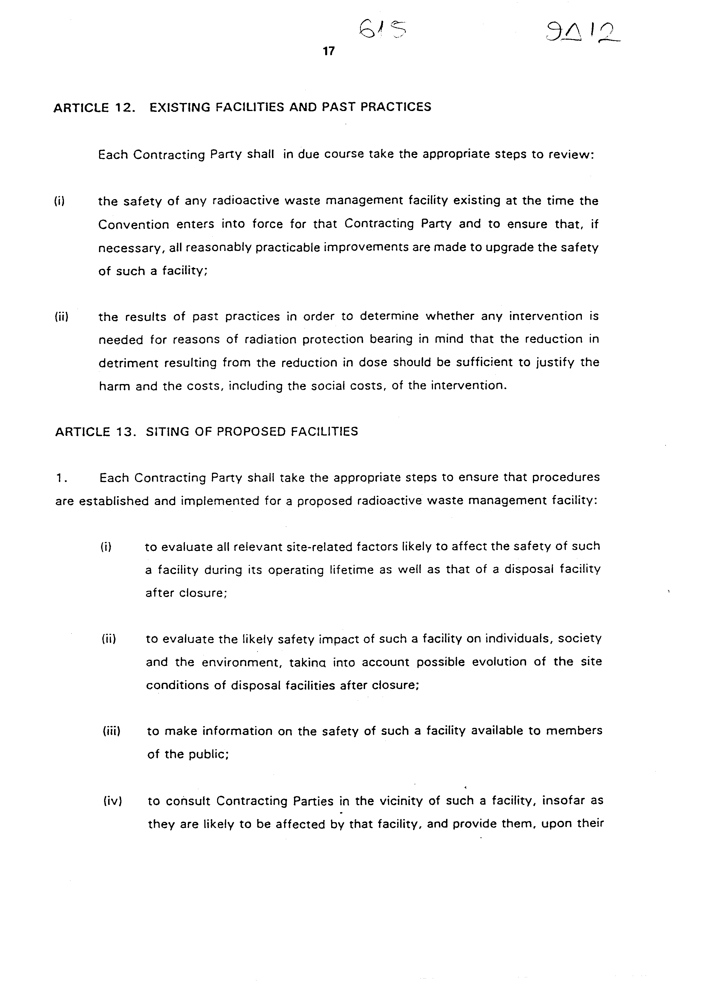 615 9Δ12
17
ARTICLE 12. EXISTING FACILITIES AND PAST PRACTICES
Each Contracting Party shall in due course take the appropriate steps to review:
(i) the safety of any radioactive waste management facility existing at the time the
Convention enters into force for that Contracting Party and to ensure that, if
necessary, all reasonably practicable improvements are made to upgrade the safety
of such a facility;
(ii) the results of past practices in order to determine whether any intervention is
needed for reasons of radiation protection bearing in mind that the reduction in
detriment resulting from the reduction in dose should be sufficient to justify the
harm and the costs, including the social costs, of the intervention.
ARTICLE 13. SITING OF PROPOSED FACILITIES
1. Each Contracting Party shall take the appropriate steps to ensure that procedures
are established and implemented for a proposed radioactive waste management facility:
(i) to evaluate all relevant site-related factors likely to affect the safety of such
a facility during its operating lifetime as well as that of a disposal facility
after closure;
(ii) to evaluate the likely safety impact of such a facility on individuals, society
and the environment, taking into account possible evolution of the site
conditions of disposal facilities after closure;
(iii) to make information on the safety of such a facility available to members
of the public;
(iv) to consult Contracting Parties in the vicinity of such a facility, insofar as
they are likely to be affected by that facility, and provide them, upon their